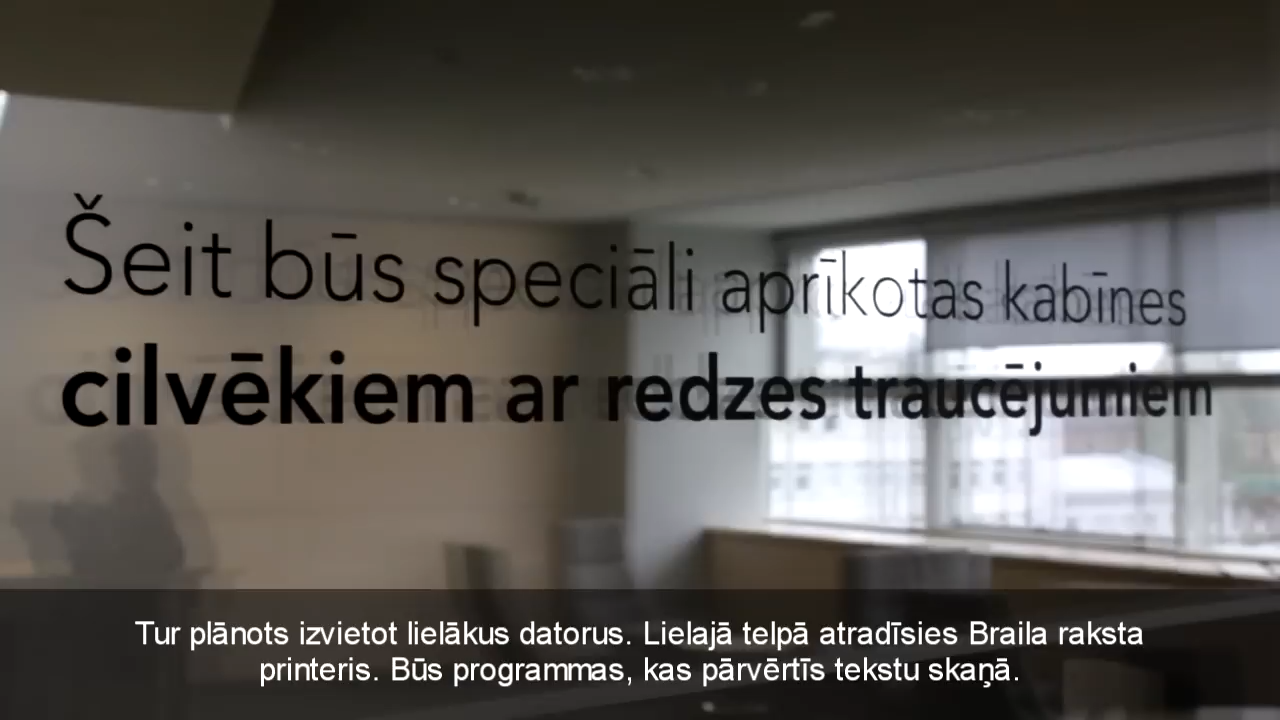 Šeit būs speciāli aprīkotas kabīnes
cilvēkiem ar redzes traucējumiem
Tur plānots izvietot lielākus datorus. Lielajā telpā atradīsies Braila raksta
printeris. Būs programmas, kas pārvērtīs tekstu skaņā.